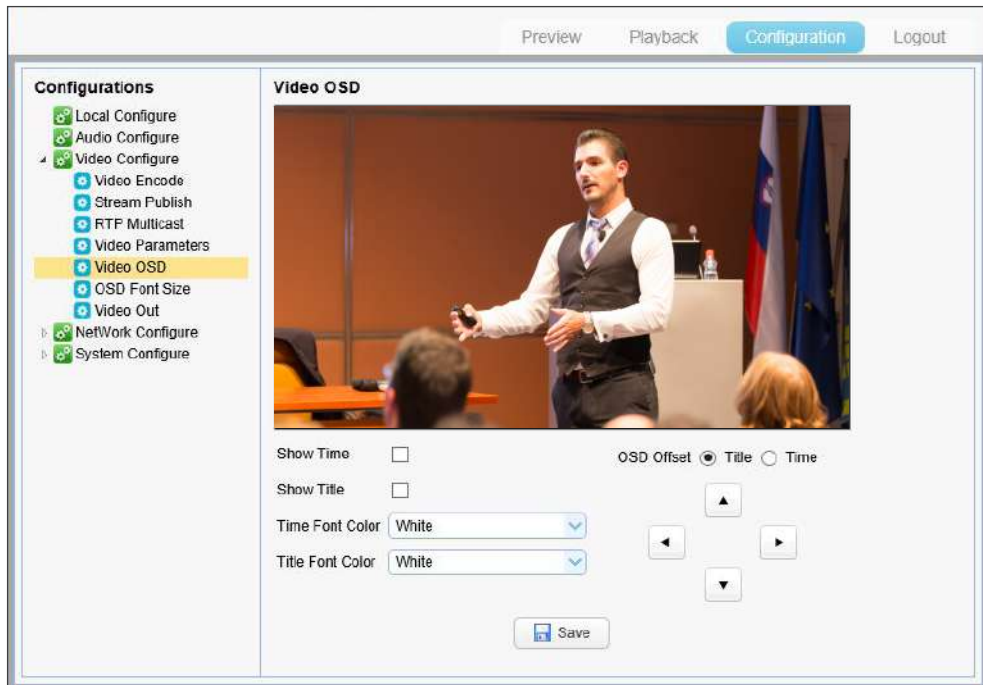 Preview Playback Configuration Logout
Configurations
Local Configure
Audio Configure
Video Configure
Video Encode
Stream Publish
RTP Multicast
Video Parameters
Video OSD
OSD Font Size
Video Out
NetWork Configure
System Configure
Video OSD
Show Time
OSD Offset Title Time
Show Title
Time Font Color White
Title Font Color White
Save